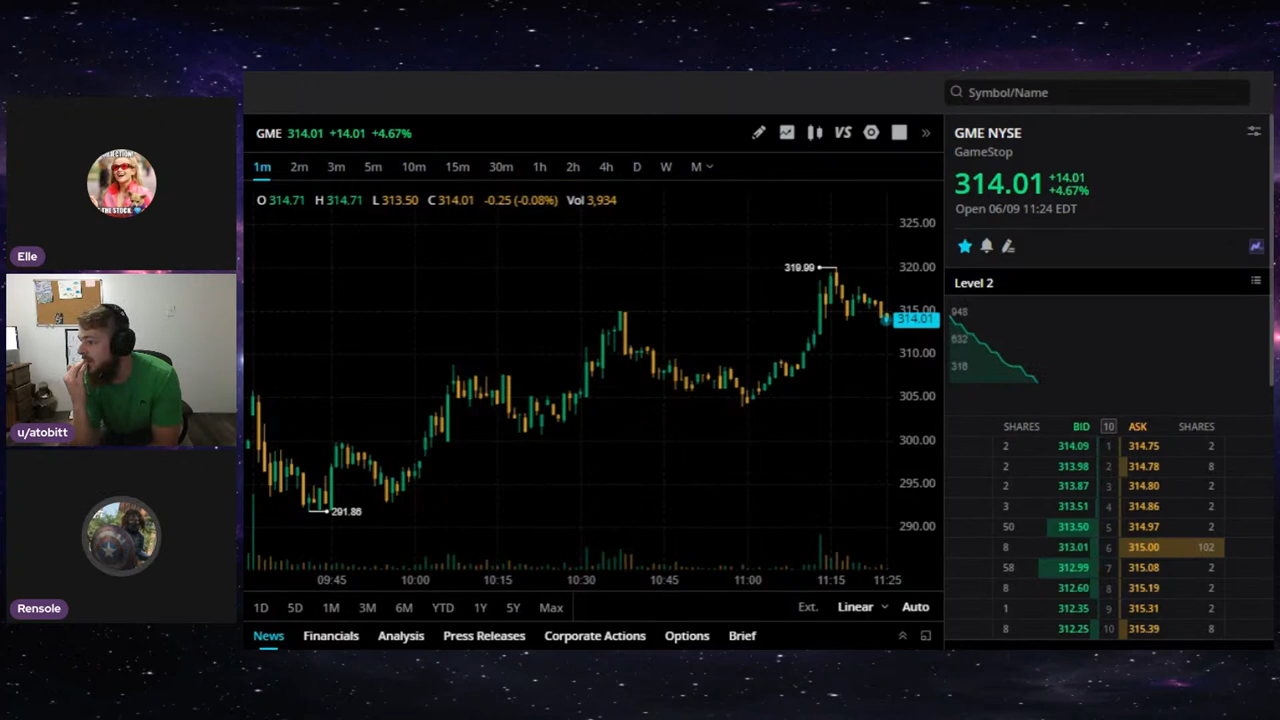 Symbol/Name
ELECTION
THE STOCK
Elle
u/atobitt
Rensole
GME 314.01 +14.01 +4.67%
VS
1m 2m 3m 5m 10m 15m 30m 1h 2h 4h D W M
O 314.71 H 314.71 L 313.50 C 314.01 -0.25 (-0.08%) Vol 3,934
325.00
320.00
315.00
314.01
310.00
305.00
300.00
295.00
290.00
319.99
291.86
09:45 10:00 10:15 10:30 10:45 11:00 11:15 11:25
1D 5D 1M 3M 6M YTD 1Y 5Y Max Ext. Linear Auto
News Financials Analysis Press Releases Corporate Actions Options Brief
GME NYSE
GameStop
314.01 +14.01
+4.67%
Open 06/09 11:24 EDT
Level 2
948
632
316
SHARES BID 10 ASK SHARES
2 314.09 1 314.75 2
2 313.98 2 314.78 8
2 313.87 3 314.80 2
3 313.51 4 314.86 2
50 313.50 5 314.97 2
8 313.01 6 315.00 102
58 312.99 7 315.08 2
8 312.60 8 315.19 2
1 312.35 9 315.31 2
8 312.25 10 315.39 8